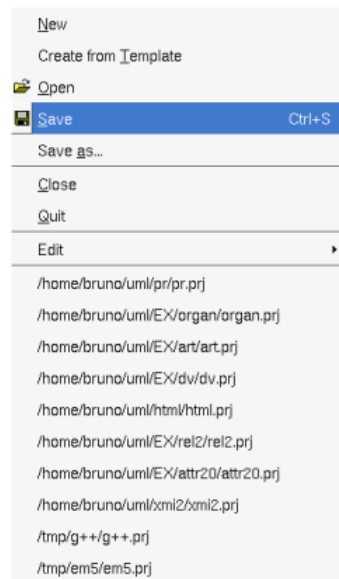 New
Create from Template
Open
Save Ctrl+S
Save as...
Close
Quit
Edit
/home/bruno/uml/pr/pr.prj
/home/bruno/uml/EX/organ/organ.prj
/home/bruno/uml/EX/art/art.prj
/home/bruno/uml/EX/dv/dv.prj
/home/bruno/uml/html/html.prj
/home/bruno/uml/EX/rel2/rel2.prj
/home/bruno/uml/EX/attr20/attr20.prj
/home/bruno/uml/xmi2/xmi2.prj
/tmp/g++/g++.prj
/tmp/em5/em5.prj